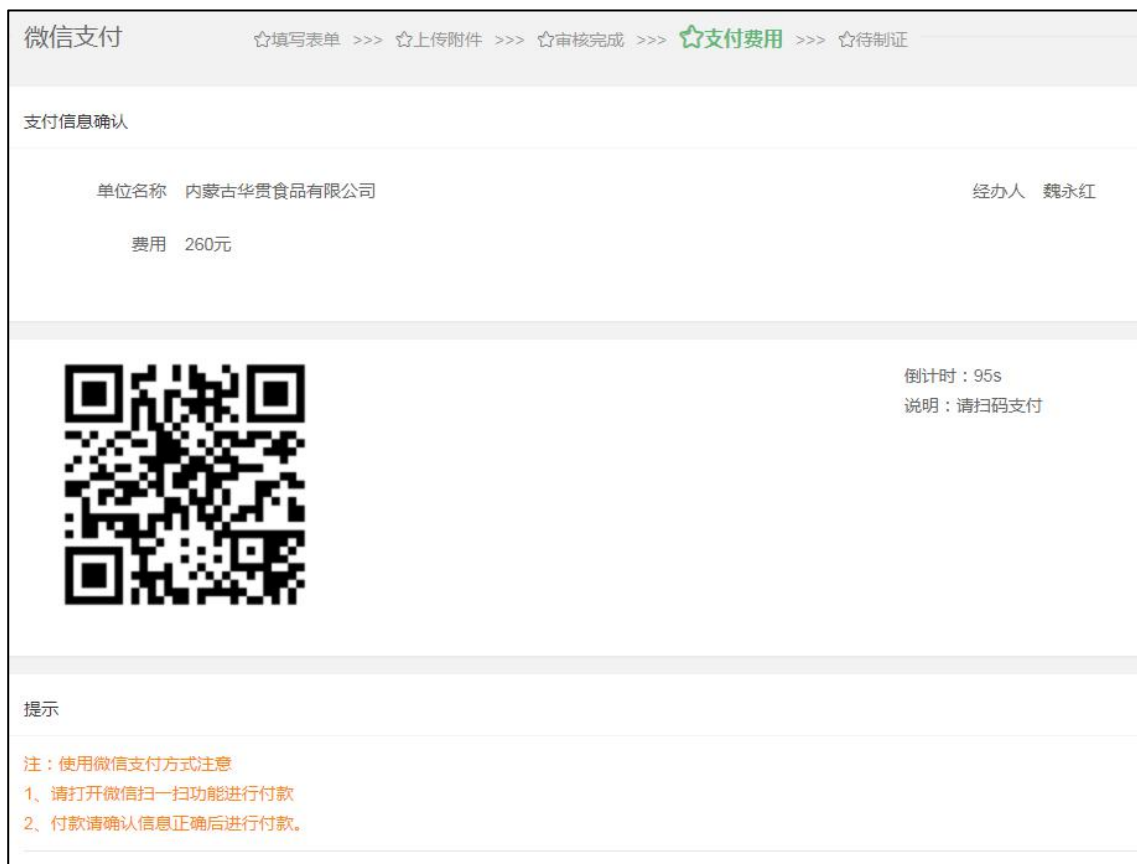 微信支付 ☆填写表单 >>> ☆上传附件 >>> ☆审核完成 >>> ☆支付费用 >>> ☆待制证
支付信息确认
单位名称 内蒙古华贯食品有限公司 经办人 魏永红
费用 260元
倒计时：95s
说明：请扫码支付
提示
注：使用微信支付方式注意
1、请打开微信扫一扫功能进行付款
2、付款请确认信息正确后进行付款。